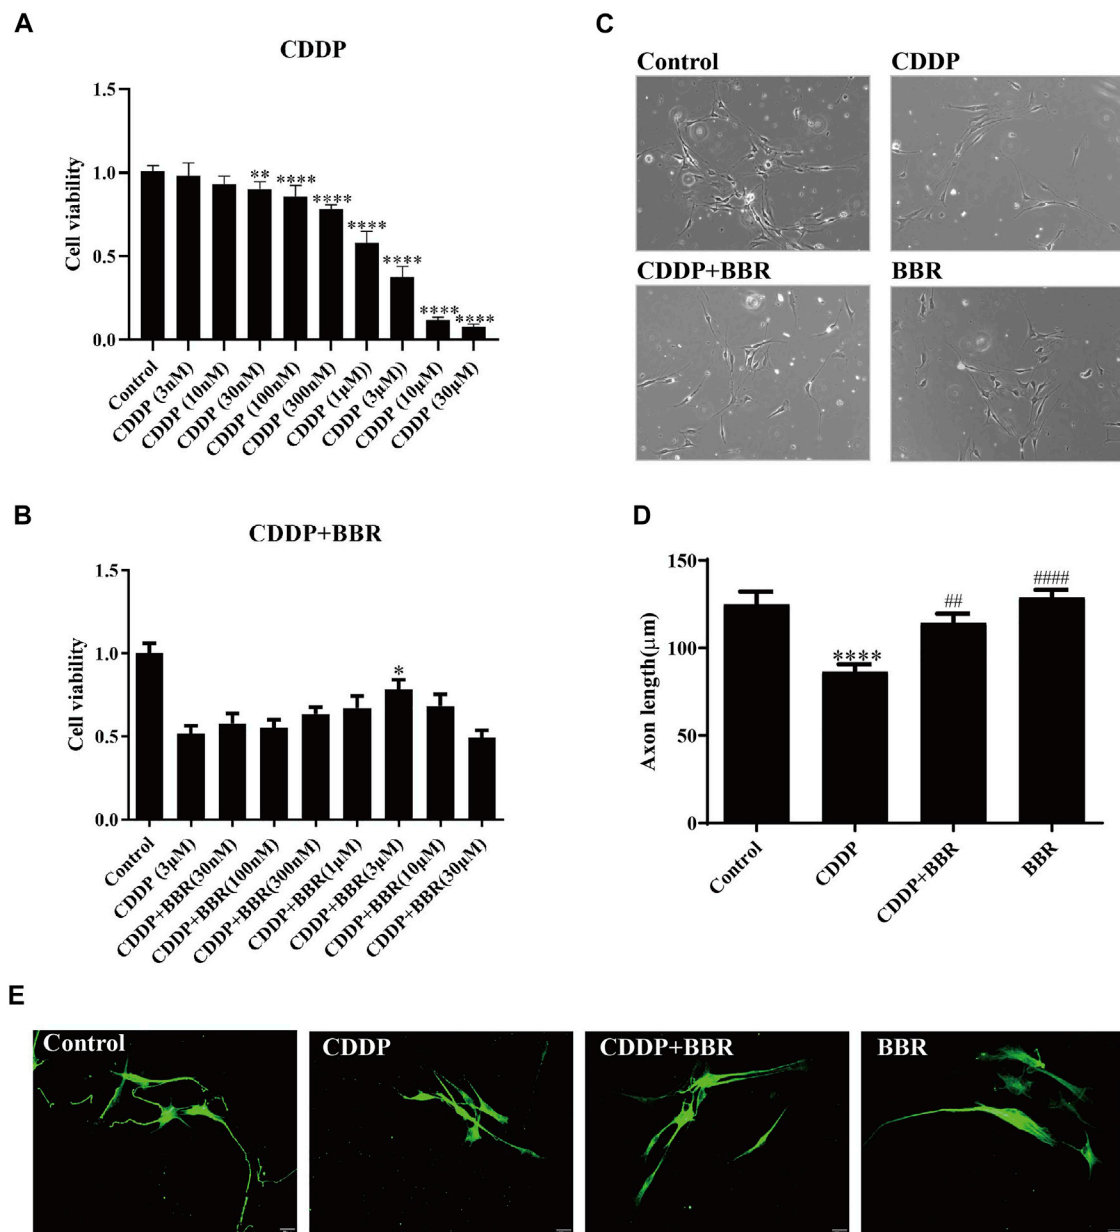 A
CDDP
Cell viability
1.5
1.0
0.5
0.0
** **** **** **** **** **** ****
Control
CDDP (3nM)
CDDP (10nM)
CDDP (30nM)
CDDP (100nM)
CDDP (300nM)
CDDP (1μM))
CDDP (3μM))
CDDP (10μM)
CDDP (30μM)
B
CDDP+BBR
Cell viability
1.5
1.0
0.5
0.0
*
Control
CDDP (3μM)
CDDP+BBR(30nM)
CDDP+BBR(100nM)
CDDP+BBR(300nM)
CDDP+BBR(1μM)
CDDP+BBR(3μM)
CDDP+BBR(10μM)
CDDP+BBR(30μM)
C
Control
CDDP
CDDP+BBR
BBR
D
Axon length(μm)
150
100
50
0
**** ## ####
Control
CDDP
CDDP+BBR
BBR
E
Control
CDDP
CDDP+BBR
BBR